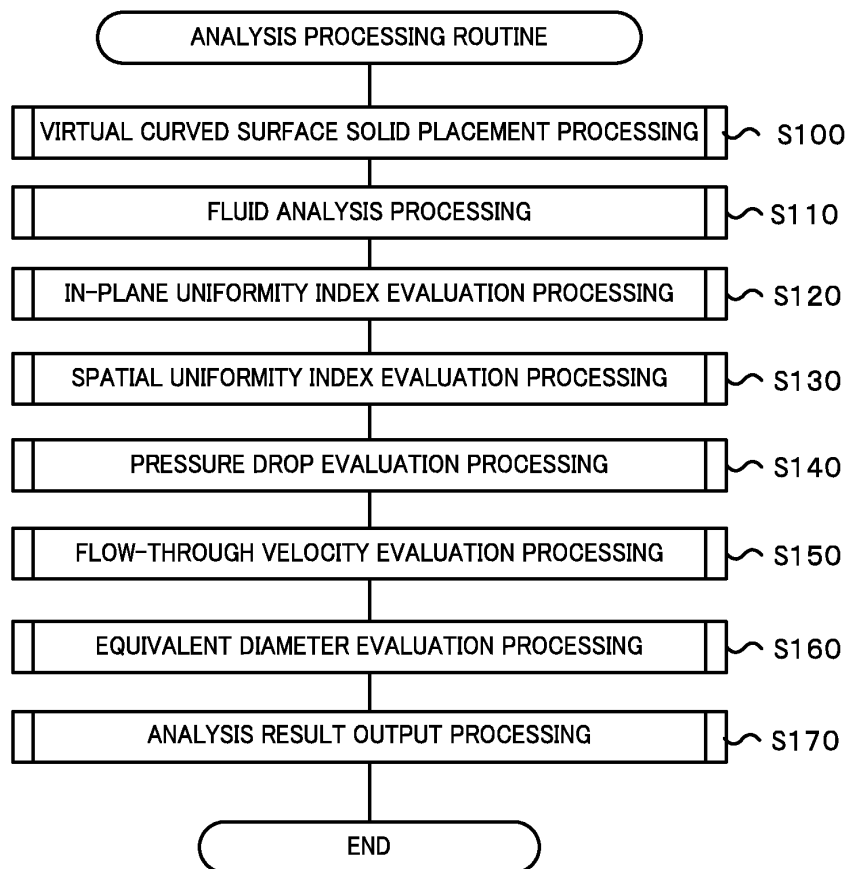 ANALYSIS PROCESSING ROUTINE
VIRTUAL CURVED SURFACE SOLID PLACEMENT PROCESSING S100
FLUID ANALYSIS PROCESSING S110
IN-PLANE UNIFORMITY INDEX EVALUATION PROCESSING S120
SPATIAL UNIFORMITY INDEX EVALUATION PROCESSING S130
PRESSURE DROP EVALUATION PROCESSING S140
FLOW-THROUGH VELOCITY EVALUATION PROCESSING S150
EQUIVALENT DIAMETER EVALUATION PROCESSING S160
ANALYSIS RESULT OUTPUT PROCESSING S170
END